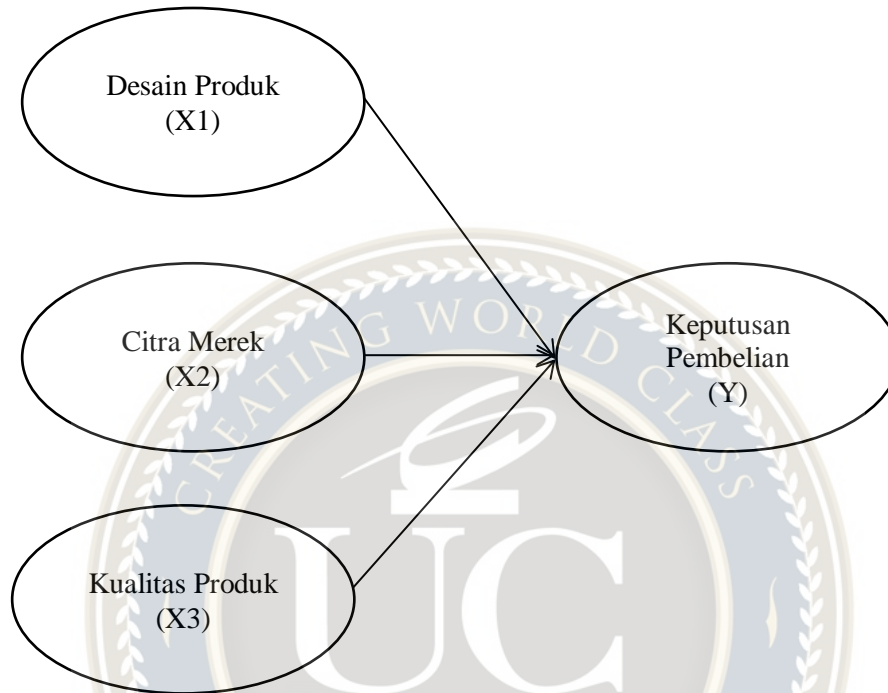 Desain Produk
(X1)
Citra Merek
(X2)
Keputusan
Pembelian
(Y)
Kualitas Produk
(X3)
CREATING WORLD CLASS
UC